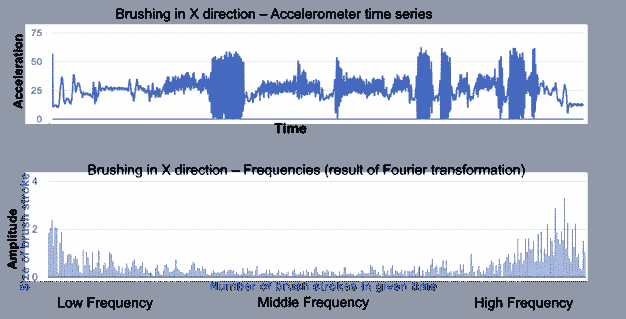 Brushing in X direction – Accelerometer time series
Acceleration
75
50
25
0
Time
Brushing in X direction – Frequencies (result of Fourier transformation)
Amplitude
Size of brush stroke
4
2
0
Number of brush strokes in given time
Low Frequency
Middle Frequency
High Frequency